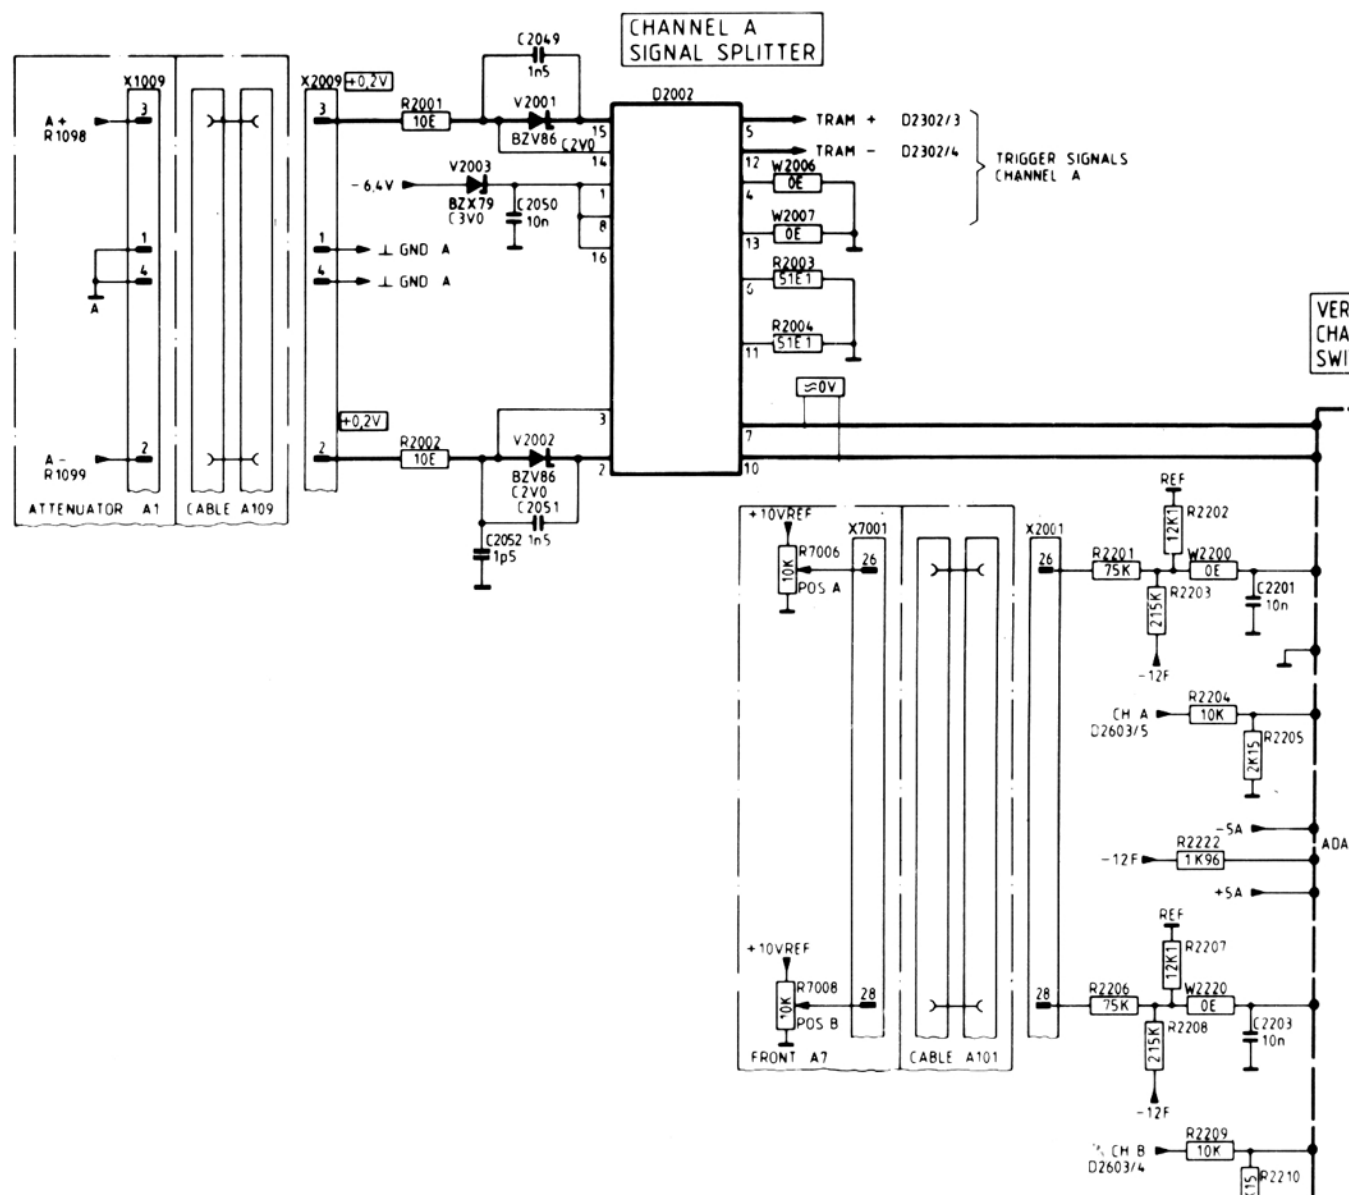 CHANNEL A
SIGNAL SPLITTER
C2049
1n5
X1009
X2009
+0,2V
R2001
10E
V2001
BZV86
C2V0
D2002
A+
R1098
3
3
15
14
5
TRAM + D2302/3
12
TRAM - D2302/4
TRIGGER SIGNALS
CHANNEL A
-6,4V
V2003
BZX79
C3V0
C2050
10n
1
8
16
W2006
0E
4
W2007
0E
13
1
1
⊥ GND A
4
4
⊥ GND A
A
R2003
51E1
6
R2004
51E1
11
VER
CHA
SWI
≈0V
+0,2V
3
7
A-
R1099
2
2
R2002
10E
V2002
BZV86
C2V0
2
10
C2051
1n5
C2052
1p5
ATTENUATOR A1
CABLE A109
+10VREF
R7006
10K
POS A
X7001
26
X2001
26
R2201
75K
REF
R2202
12K1
W2200
0E
R2203
215K
C2201
10n
-12F
R2204
10K
CH A
D2603/5
R2205
2K15
-5A
R2222
-12F
1K96
ADA
+5A
REF
R2207
12K1
+10VREF
R7008
10K
POS B
28
28
R2206
75K
W2220
0E
R2208
215K
C2203
10n
FRONT A7
CABLE A101
-12F
R2209
10K
CH B
D2603/4
R2210
K15